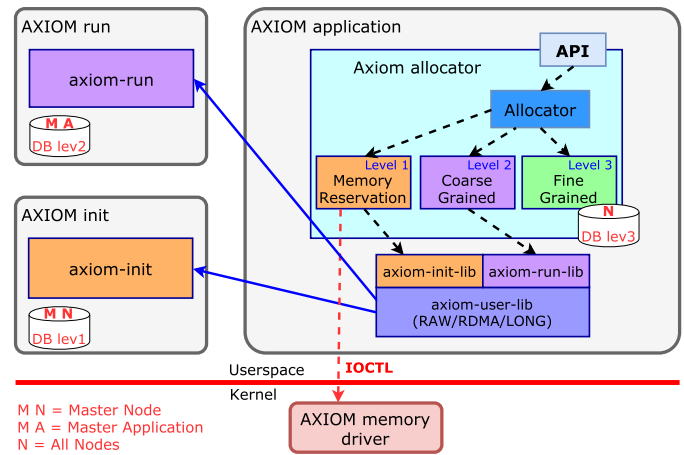 AXIOM run
axiom-run
M A
DB lev2
AXIOM init
axiom-init
M N
DB lev1
AXIOM application
API
Axiom allocator
Allocator
Level 1
Memory
Reservation
Level 2
Coarse
Grained
Level 3
Fine
Grained
N
DB lev3
axiom-init-lib
axiom-run-lib
axiom-user-lib
(RAW/RDMA/LONG)
Userspace
IOCTL
Kernel
AXIOM memory
driver
M N = Master Node
M A = Master Application
N = All Nodes